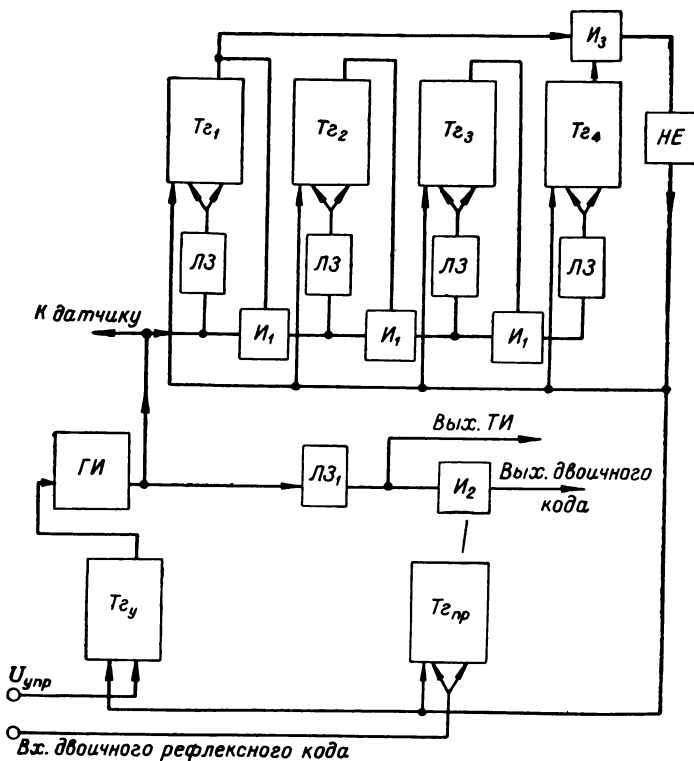 И₃
Тг₁
Тг₂
Тг₃
Тг₄
НЕ
ЛЗ
ЛЗ
ЛЗ
ЛЗ
К датчику
И₁
И₁
И₁
Вых. ТИ
ГИ
ЛЗ₁
И₂
Вых. двоичного
кода
Тгу
Тгпр
Uупр
Вх. двоичного рефлексного кода